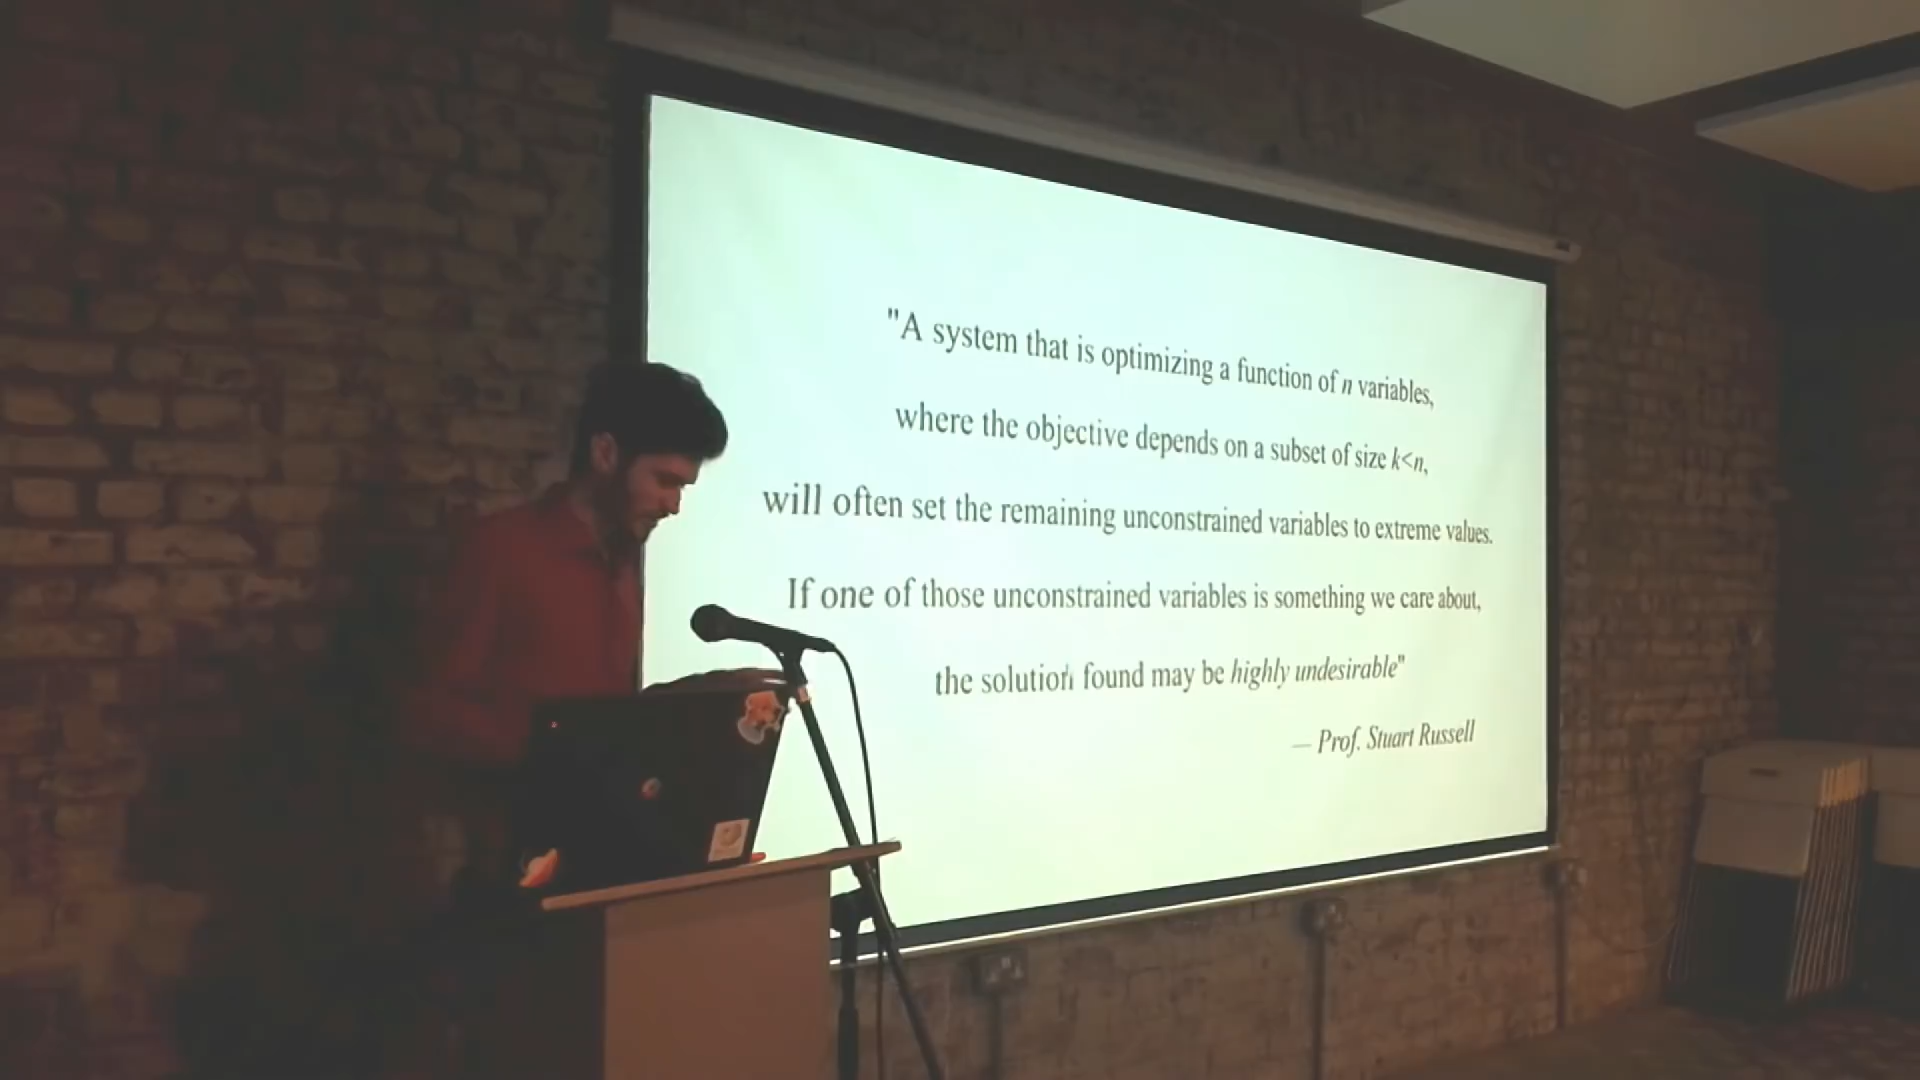 "A system that is optimizing a function of n variables,
where the objective depends on a subset of size k<n,
will often set the remaining unconstrained variables to extreme values.
If one of those unconstrained variables is something we care about,
the solution found may be highly undesirable"
— Prof. Stuart Russell